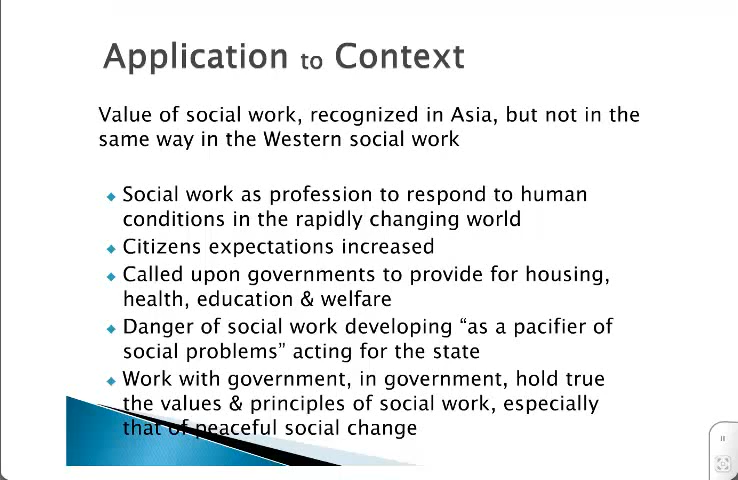 Application to Context
Value of social work, recognized in Asia, but not in the
same way in the Western social work
Social work as profession to respond to human
conditions in the rapidly changing world
Citizens expectations increased
Called upon governments to provide for housing,
health, education & welfare
Danger of social work developing “as a pacifier of
social problems” acting for the state
Work with government, in government, hold true
the values & principles of social work, especially
that of peaceful social change